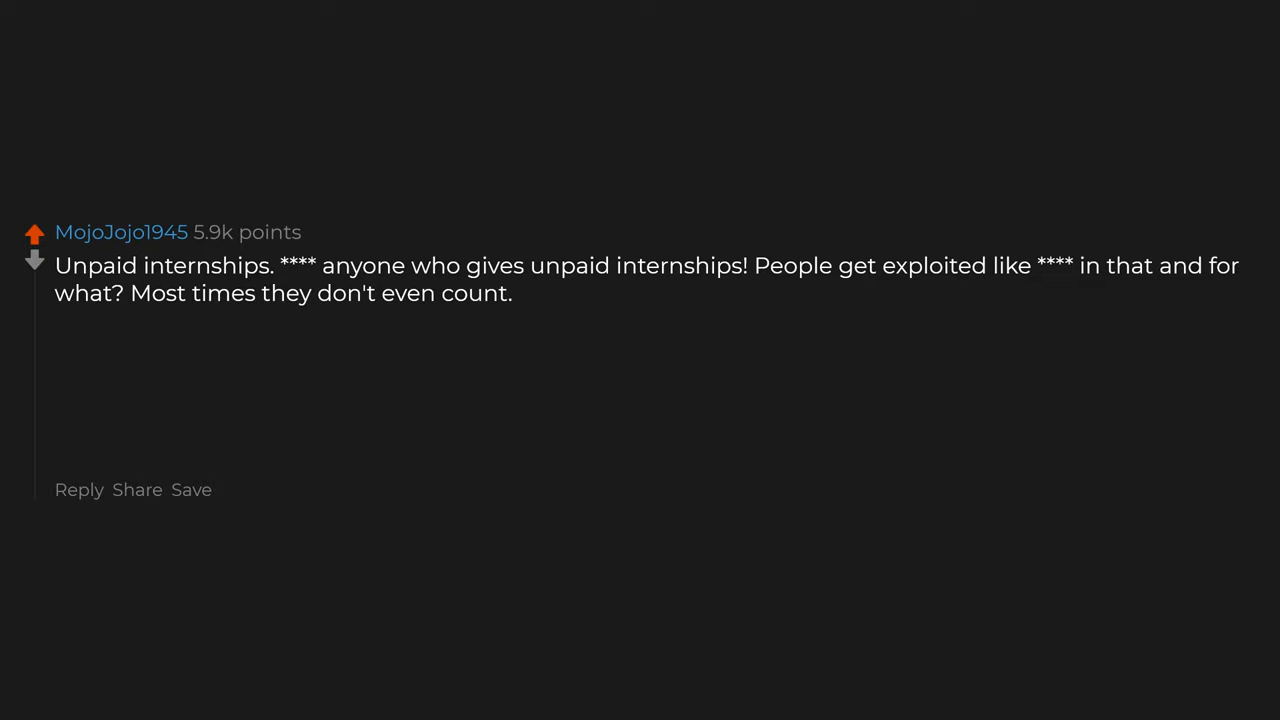 MojoJojo1945 5.9k points
Unpaid internships. **** anyone who gives unpaid internships! People get exploited like **** in that and for
what? Most times they don't even count.
Reply Share Save